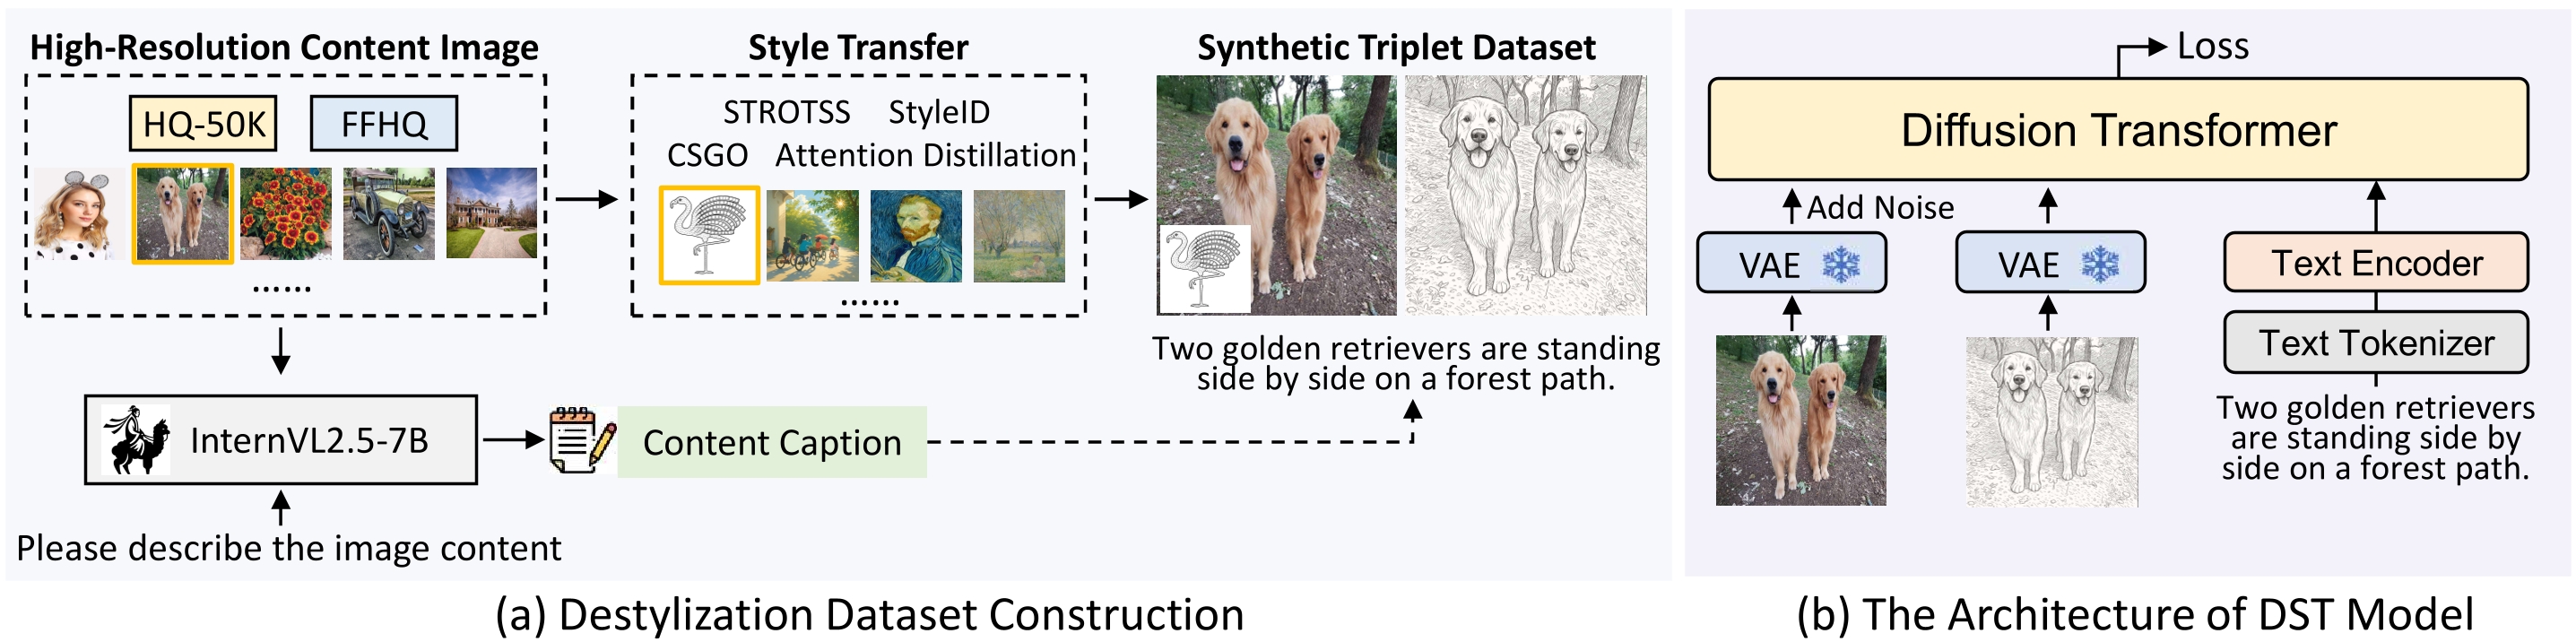 High-Resolution Content Image
HQ-50K
FFHQ
......
Style Transfer
STROTSS StyleID
CSGO Attention Distillation
......
Synthetic Triplet Dataset
Two golden retrievers are standing
side by side on a forest path.
InternVL2.5-7B
Content Caption
Please describe the image content
(a) Destylization Dataset Construction
Loss
Diffusion Transformer
Add Noise
VAE
VAE
Text Encoder
Text Tokenizer
Two golden retrievers
are standing side by
side on a forest path.
(b) The Architecture of DST Model